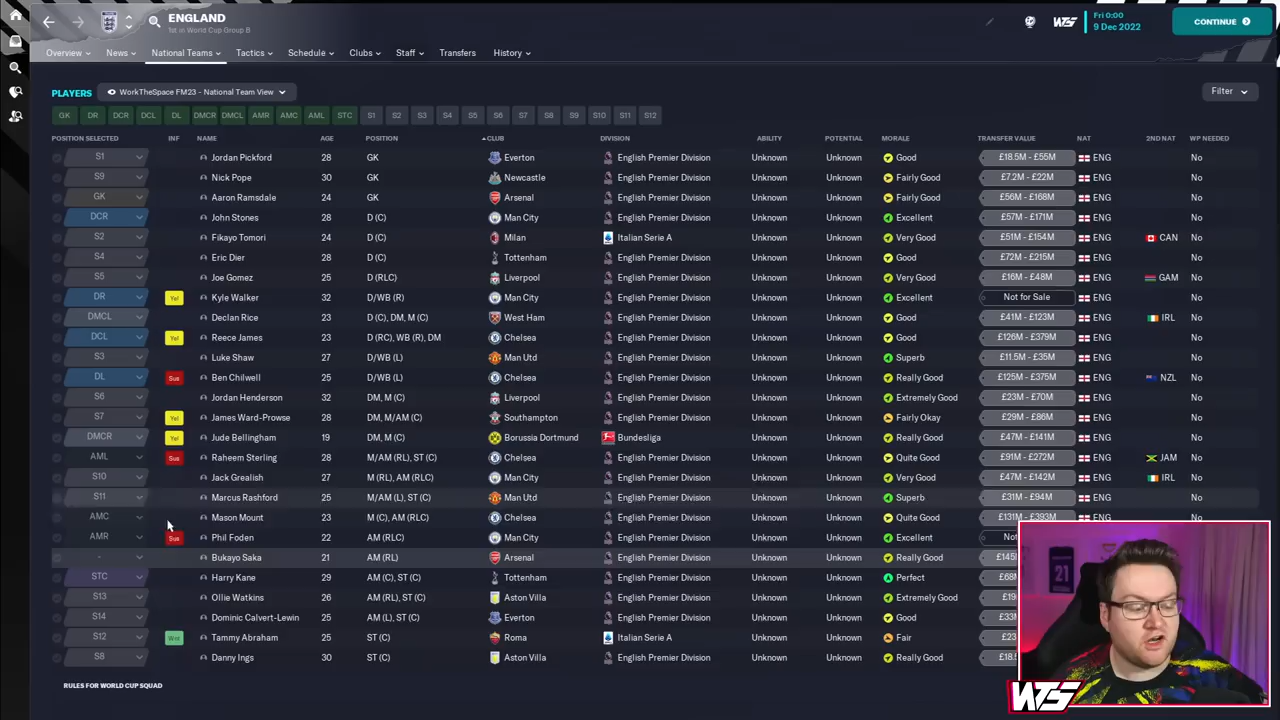 ENGLAND
1st in World Cup Group B
WTS
Fri 0:00
9 Dec 2022
CONTINUE
Overview News National Teams Tactics Schedule Clubs Staff Transfers History
PLAYERS WorkTheSpace FM23 - National Team View Filter
GK DR DCR DCL DL DMCR DMCL AMR AMC AML STC S1 S2 S3 S4 S5 S6 S7 S8 S9 S10 S11 S12
POSITION SELECTED INF NAME AGE POSITION CLUB DIVISION ABILITY POTENTIAL MORALE TRANSFER VALUE NAT 2ND NAT WP NEEDED
S1 Jordan Pickford 28 GK Everton English Premier Division Unknown Unknown Good £18.5M - £55M ENG No
S9 Nick Pope 30 GK Newcastle English Premier Division Unknown Unknown Fairly Good £7.2M - £22M ENG No
GK Aaron Ramsdale 24 GK Arsenal English Premier Division Unknown Unknown Fairly Good £56M - £168M ENG No
DCR John Stones 28 D (C) Man City English Premier Division Unknown Unknown Excellent £57M - £171M ENG No
S2 Fikayo Tomori 24 D (C) Milan Italian Serie A Unknown Unknown Very Good £51M - £154M ENG CAN No
S4 Eric Dier 28 D (C) Tottenham English Premier Division Unknown Unknown Good £72M - £215M ENG No
S5 Joe Gomez 25 D (RLC) Liverpool English Premier Division Unknown Unknown Very Good £16M - £48M ENG GAM No
DR Yel Kyle Walker 32 D/WB (R) Man City English Premier Division Unknown Unknown Excellent Not for Sale ENG No
DMCL Declan Rice 23 D (C), DM, M (C) West Ham English Premier Division Unknown Unknown Good £41M - £123M ENG IRL No
DCL Yel Reece James 23 D (RC), WB (R), DM Chelsea English Premier Division Unknown Unknown Good £126M - £379M ENG No
S3 Luke Shaw 27 D/WB (L) Man Utd English Premier Division Unknown Unknown Superb £11.5M - £35M ENG No
DL Sus Ben Chilwell 25 D/WB (L) Chelsea English Premier Division Unknown Unknown Really Good £125M - £375M ENG NZL No
S6 Jordan Henderson 32 DM, M (C) Liverpool English Premier Division Unknown Unknown Extremely Good £23M - £70M ENG No
S7 Yel James Ward-Prowse 28 DM, M/AM (C) Southampton English Premier Division Unknown Unknown Fairly Okay £29M - £86M ENG No
DMCR Yel Jude Bellingham 19 DM, M (C) Borussia Dortmund Bundesliga Unknown Unknown Really Good £47M - £141M ENG No
AML Sus Raheem Sterling 28 M/AM (RL), ST (C) Chelsea English Premier Division Unknown Unknown Quite Good £91M - £272M ENG JAM No
S10 Jack Grealish 27 M (RL), AM (RLC) Man City English Premier Division Unknown Unknown Really Good £47M - £142M ENG IRL No
S11 Marcus Rashford 25 M/AM (L), ST (C) Man Utd English Premier Division Unknown Unknown Superb £31M - £94M ENG No
AMC Mason Mount 23 M (C), AM (RLC) Chelsea English Premier Division Unknown Unknown Quite Good £131M - £393M ENG No
AMR Sus Phil Foden 22 AM (RLC) Man City English Premier Division Unknown Unknown Excellent Not
- Bukayo Saka 21 AM (RL) Arsenal English Premier Division Unknown Unknown Really Good £145
STC Harry Kane 29 AM (C), ST (C) Tottenham English Premier Division Unknown Unknown Perfect £68
S13 Ollie Watkins 26 AM (RL), ST (C) Aston Villa English Premier Division Unknown Unknown Extremely Good £19
S14 Dominic Calvert-Lewin 25 AM (L), ST (C) Everton English Premier Division Unknown Unknown Good £33
S12 Wnt Tammy Abraham 25 ST (C) Roma Italian Serie A Unknown Unknown Fair £23
S8 Danny Ings 30 ST (C) Aston Villa English Premier Division Unknown Unknown Really Good £18.5
21
RULES FOR WORLD CUP SQUAD
WTS